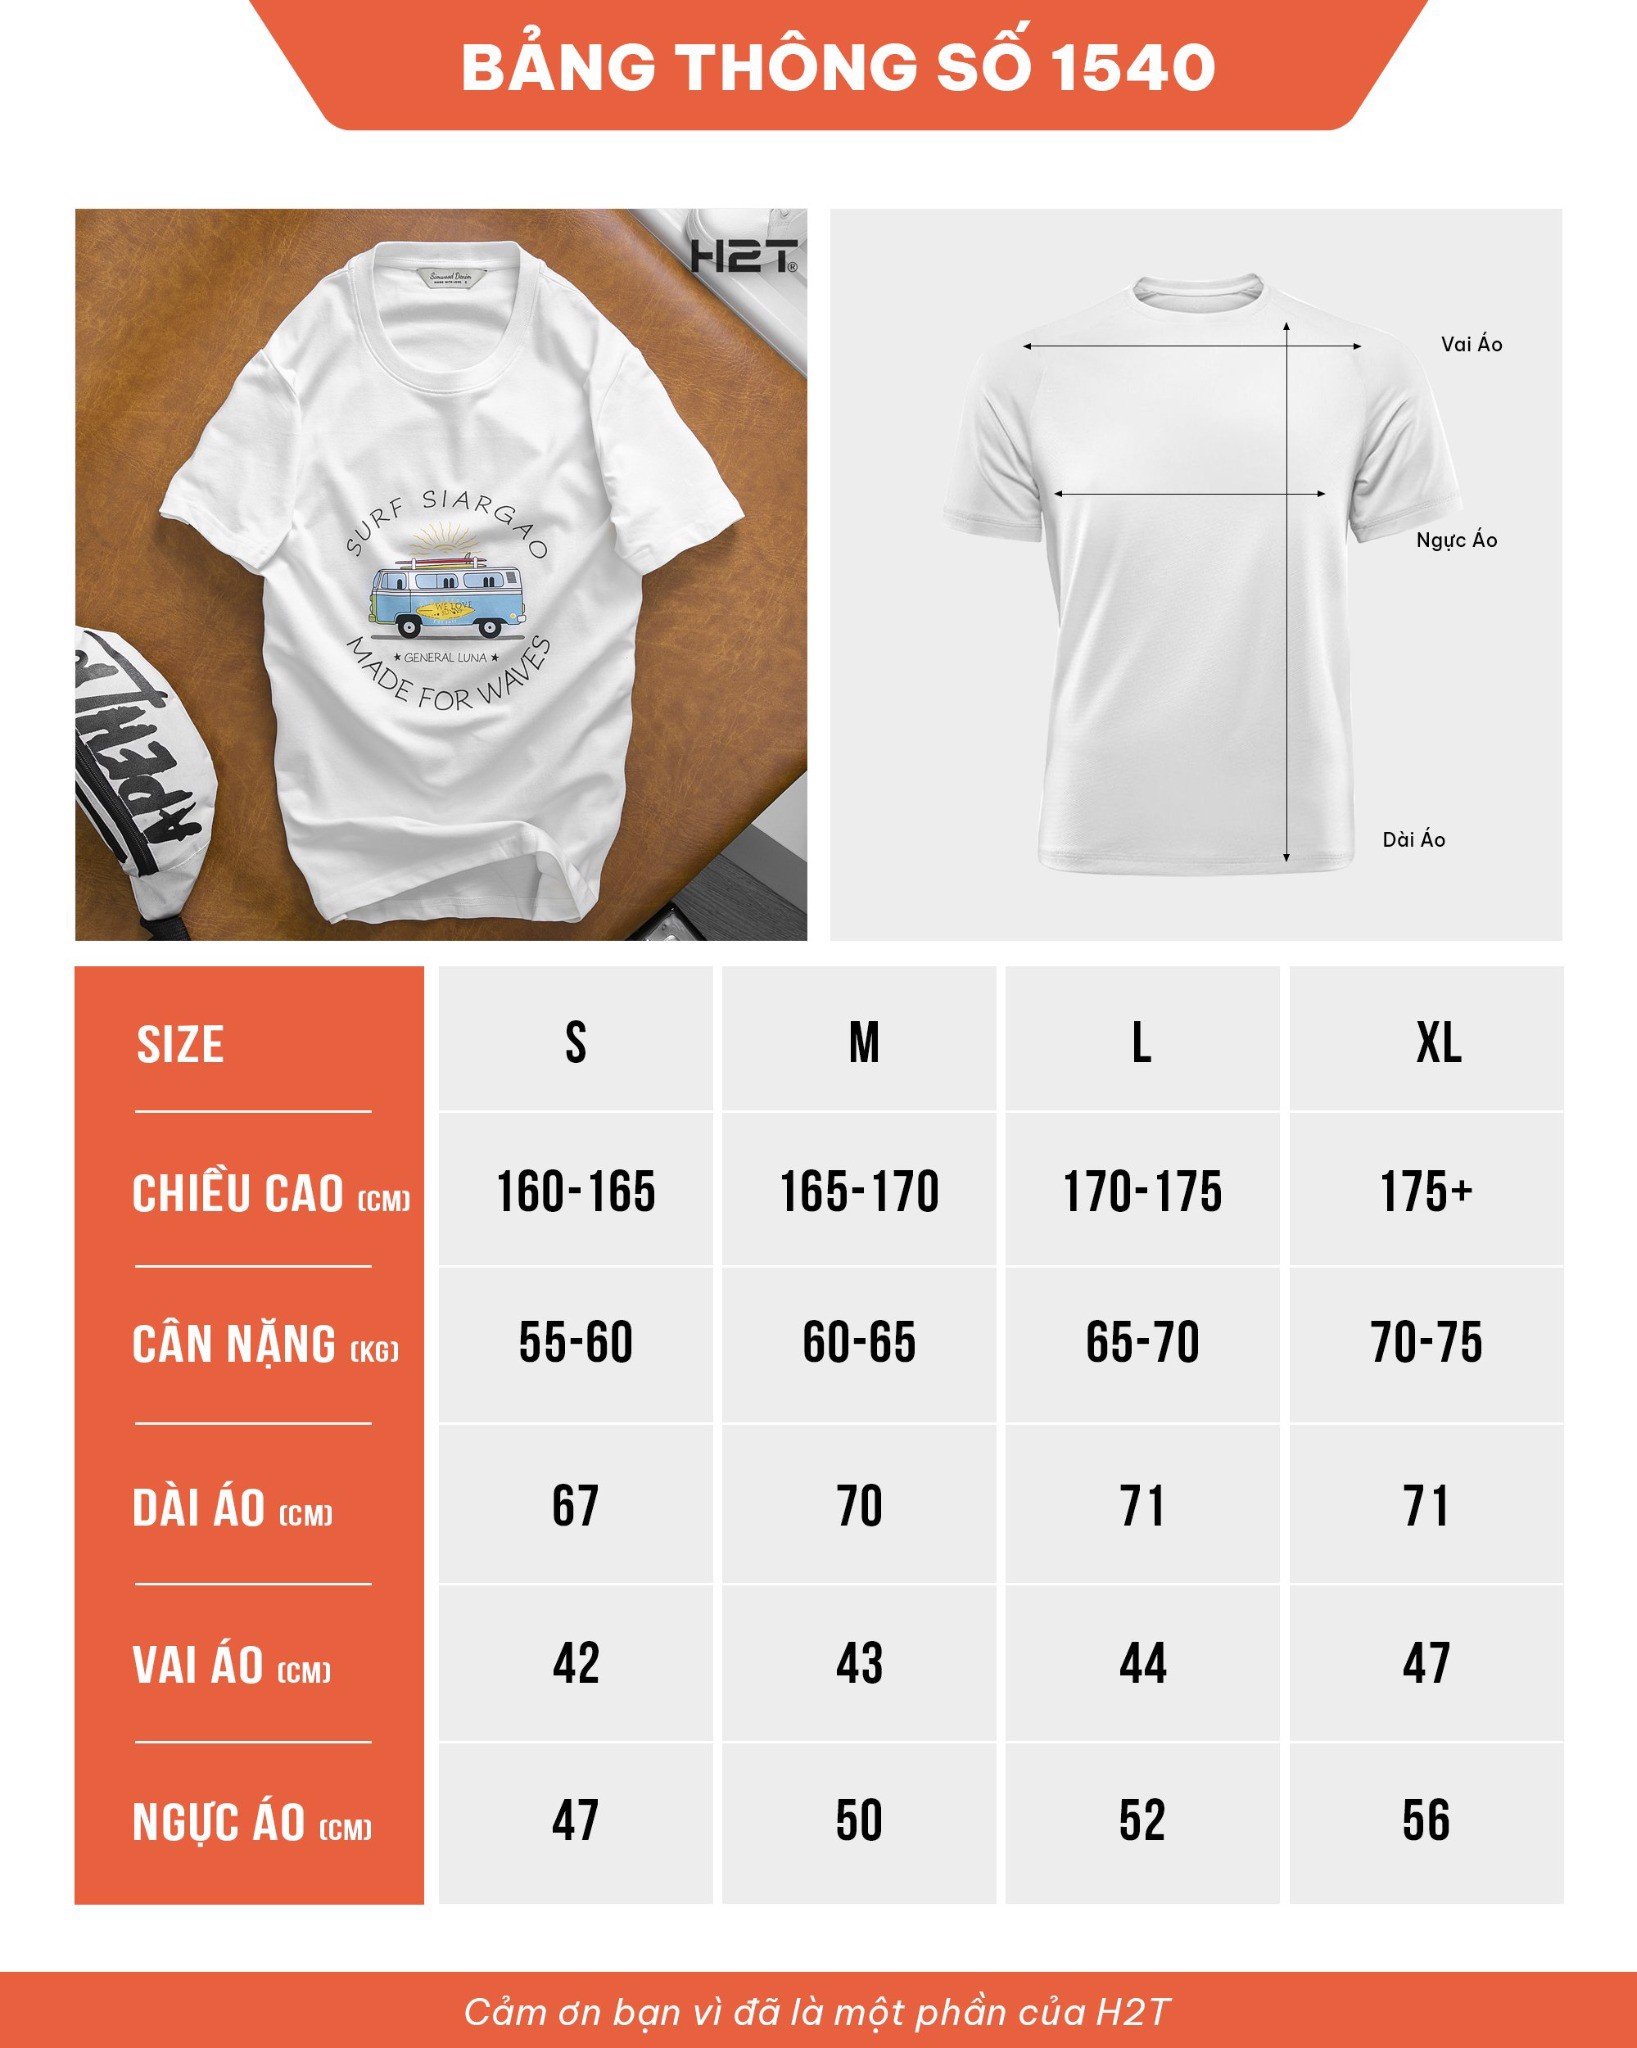 BẢNG THÔNG SỐ 1540
H2T®
SURF SIARGAO
WE LOVE
★ GENERAL LUNA ★
MADE FOR WAVES
Vai Áo
Ngực Áo
Dài Áo
SIZE S M L XL
CHIỀU CAO (CM) 160-165 165-170 170-175 175+
CÂN NẶNG (KG) 55-60 60-65 65-70 70-75
DÀI ÁO (CM) 67 70 71 71
VAI ÁO (CM) 42 43 44 47
NGỰC ÁO (CM) 47 50 52 56
Cảm ơn bạn vì đã là một phần của H2T